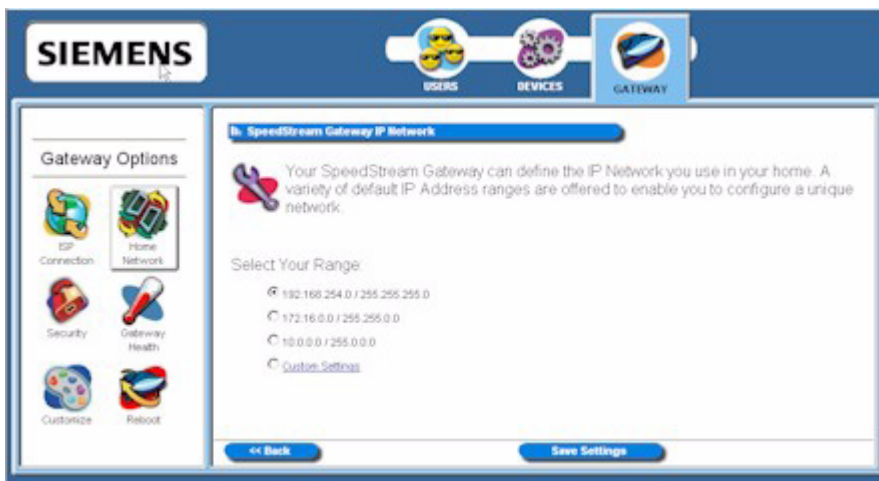 SIEMENS
USERS
DEVICES
GATEWAY
Gateway Options
ISP
Connection
Home
Network
Security
Gateway
Health
Customize
Reboot
SpeedStream Gateway IP Network
Your SpeedStream Gateway can define the IP Network you use in your home. A
variety of default IP Address ranges are offered to enable you to configure a unique
network.
Select Your Range:
192.168.254.0 / 255.255.255.0
172.16.0.0 / 255.255.0.0
10.0.0.0 / 255.0.0.0
Custom Settings
<< Back
Save Settings